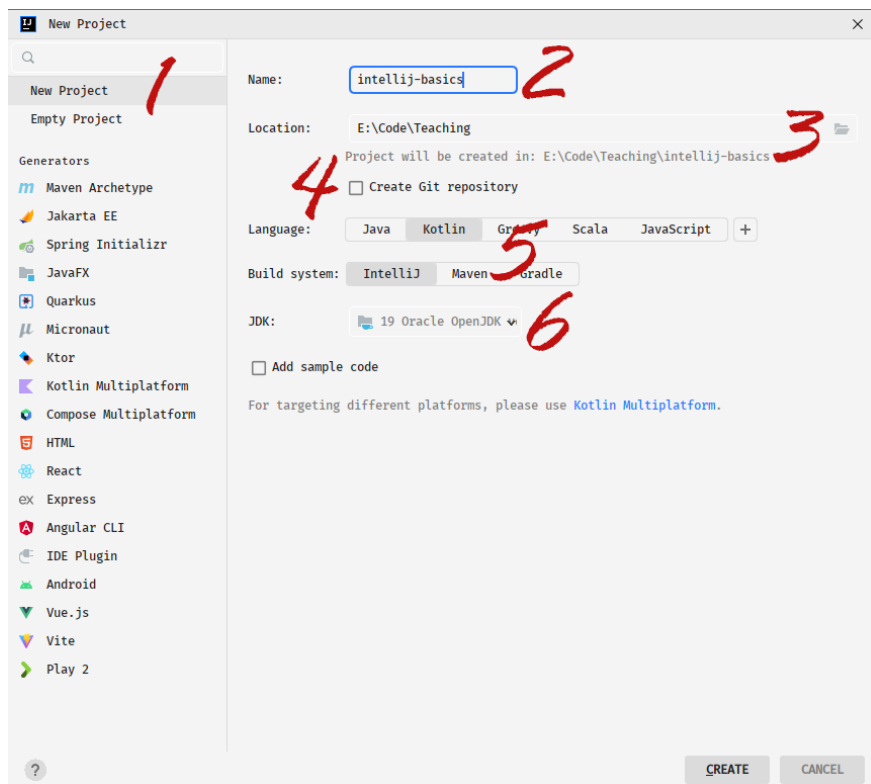 New Project
1
New Project
Empty Project
Generators
Maven Archetype
Jakarta EE
Spring Initializr
JavaFX
Quarkus
Micronaut
Ktor
Kotlin Multiplatform
Compose Multiplatform
HTML
React
ex Express
Angular CLI
IDE Plugin
Android
Vue.js
Vite
Play 2
?
Name: intellij-basics 2
Location: E:\Code\Teaching 3
Project will be created in: E:\Code\Teaching\intellij-basics
4 Create Git repository
Language: Java Kotlin Groovy Scala JavaScript +
5
Build system: IntelliJ Maven Gradle
JDK: 19 Oracle OpenJDK 6
Add sample code
For targeting different platforms, please use Kotlin Multiplatform.
CREATE CANCEL